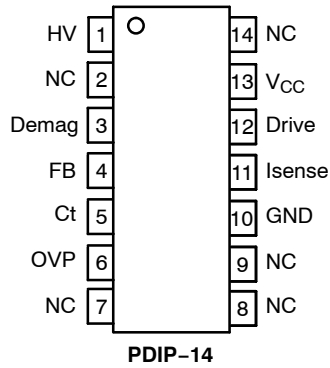 HV 1 14 NC
NC 2 13 VCC
Demag 3 12 Drive
FB 4 11 Isense
Ct 5 10 GND
OVP 6 9 NC
NC 7 8 NC
PDIP−14